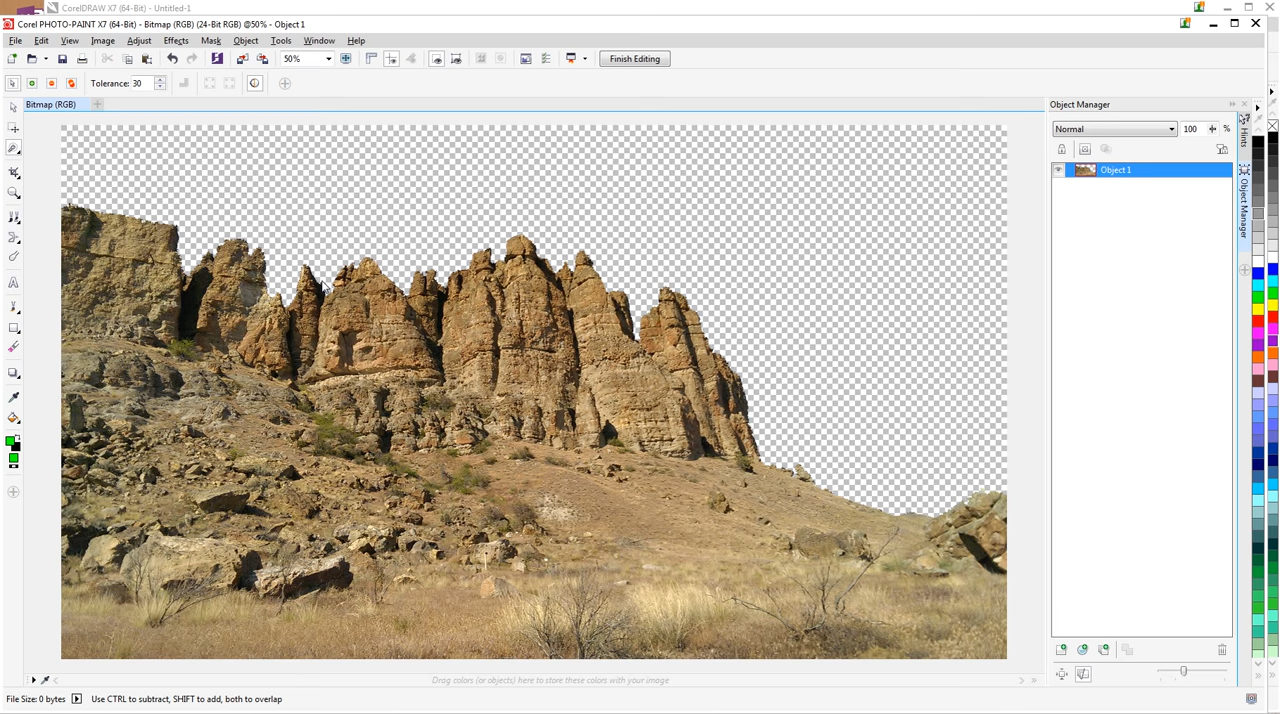 CorelDRAW X7 (64-Bit) - Untitled-1
Corel PHOTO-PAINT X7 (64-Bit) - Bitmap (RGB) (24-Bit RGB) @50% - Object 1
File Edit View Image Adjust Effects Mask Object Tools Window Help
50% Finish Editing
Tolerance: 30
Bitmap (RGB)
Object Manager
Normal 100 %
Object 1
Hints
Object Manager
Drag colors (or objects) here to store these colors with your image
File Size: 0 bytes Use CTRL to subtract, SHIFT to add, both to overlap